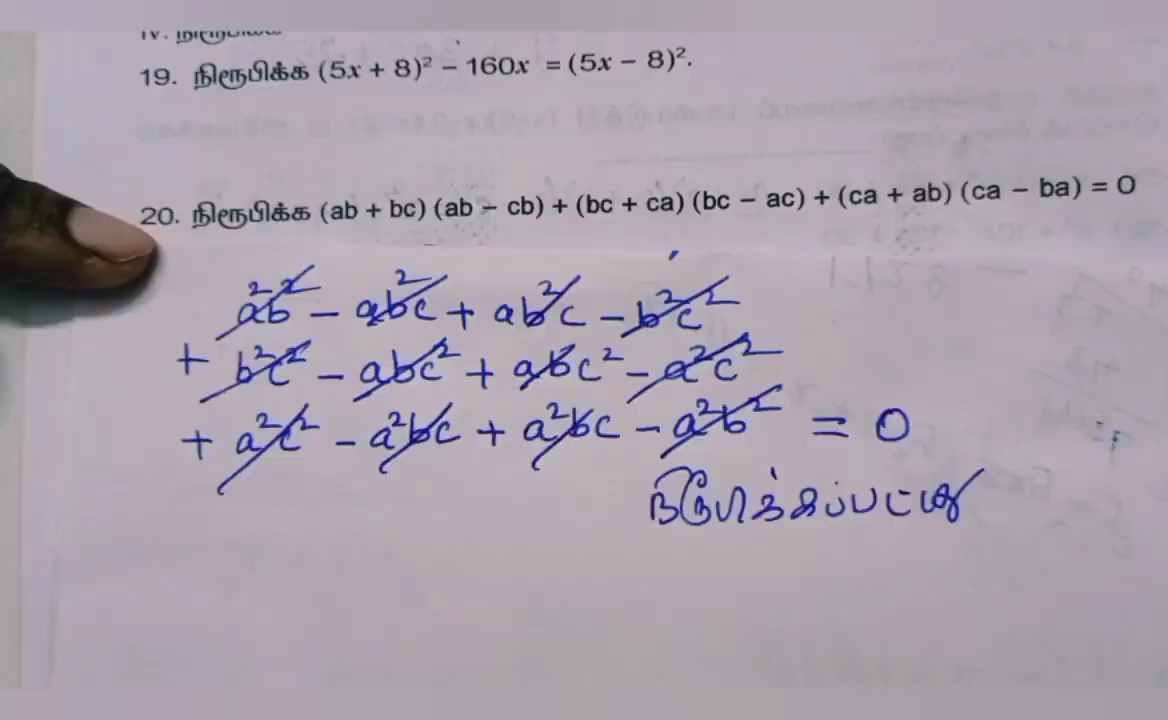 IV. நிரூபிக்க
19. நிரூபிக்க (5x + 8)² − 160x = (5x − 8)².
20. நிரூபிக்க (ab + bc) (ab − cb) + (bc + ca) (bc − ac) + (ca + ab) (ca − ba) = 0
a²b² − ab²c + ab²c − b²c²
+ b²c² − abc² + abc² − a²c²
+ a²c² − a²bc + a²bc − a²b² = 0
நிரூபிக்கப்பட்டது